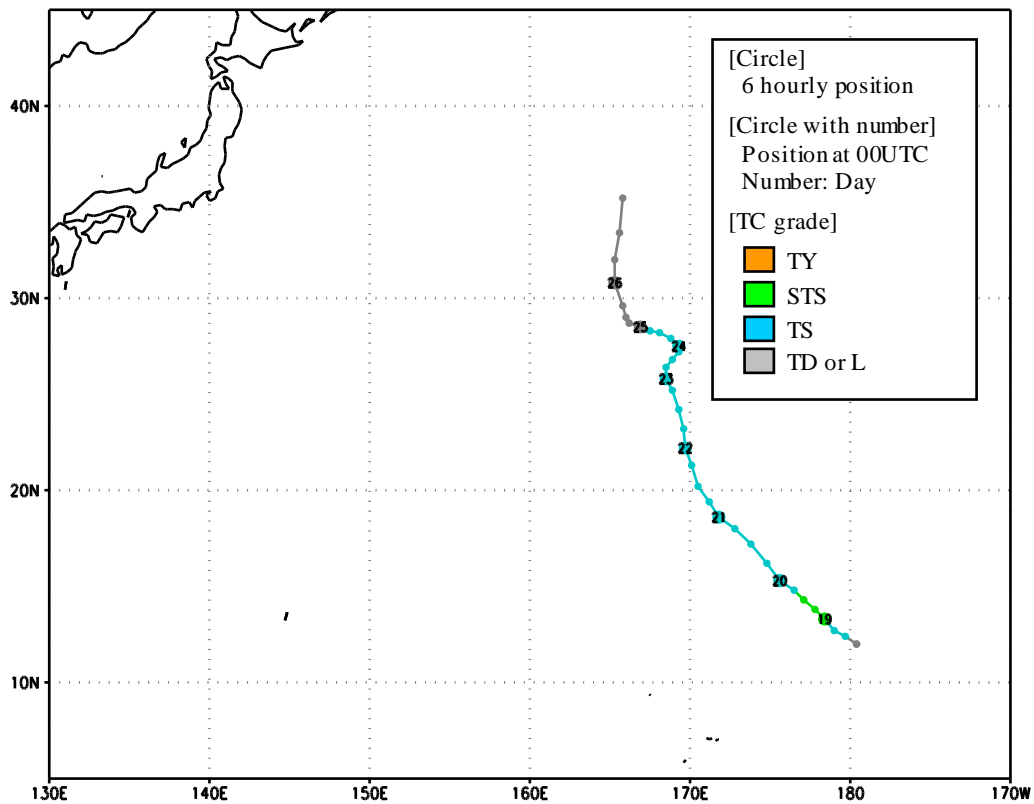 [Circle]
6 hourly position
[Circle with number]
Position at 00UTC
Number: Day
[TC grade]
TY
STS
TS
TD or L
40N
30N
20N
10N
26
25
24
23
22
21
20
19
130E 140E 150E 160E 170E 180 170W